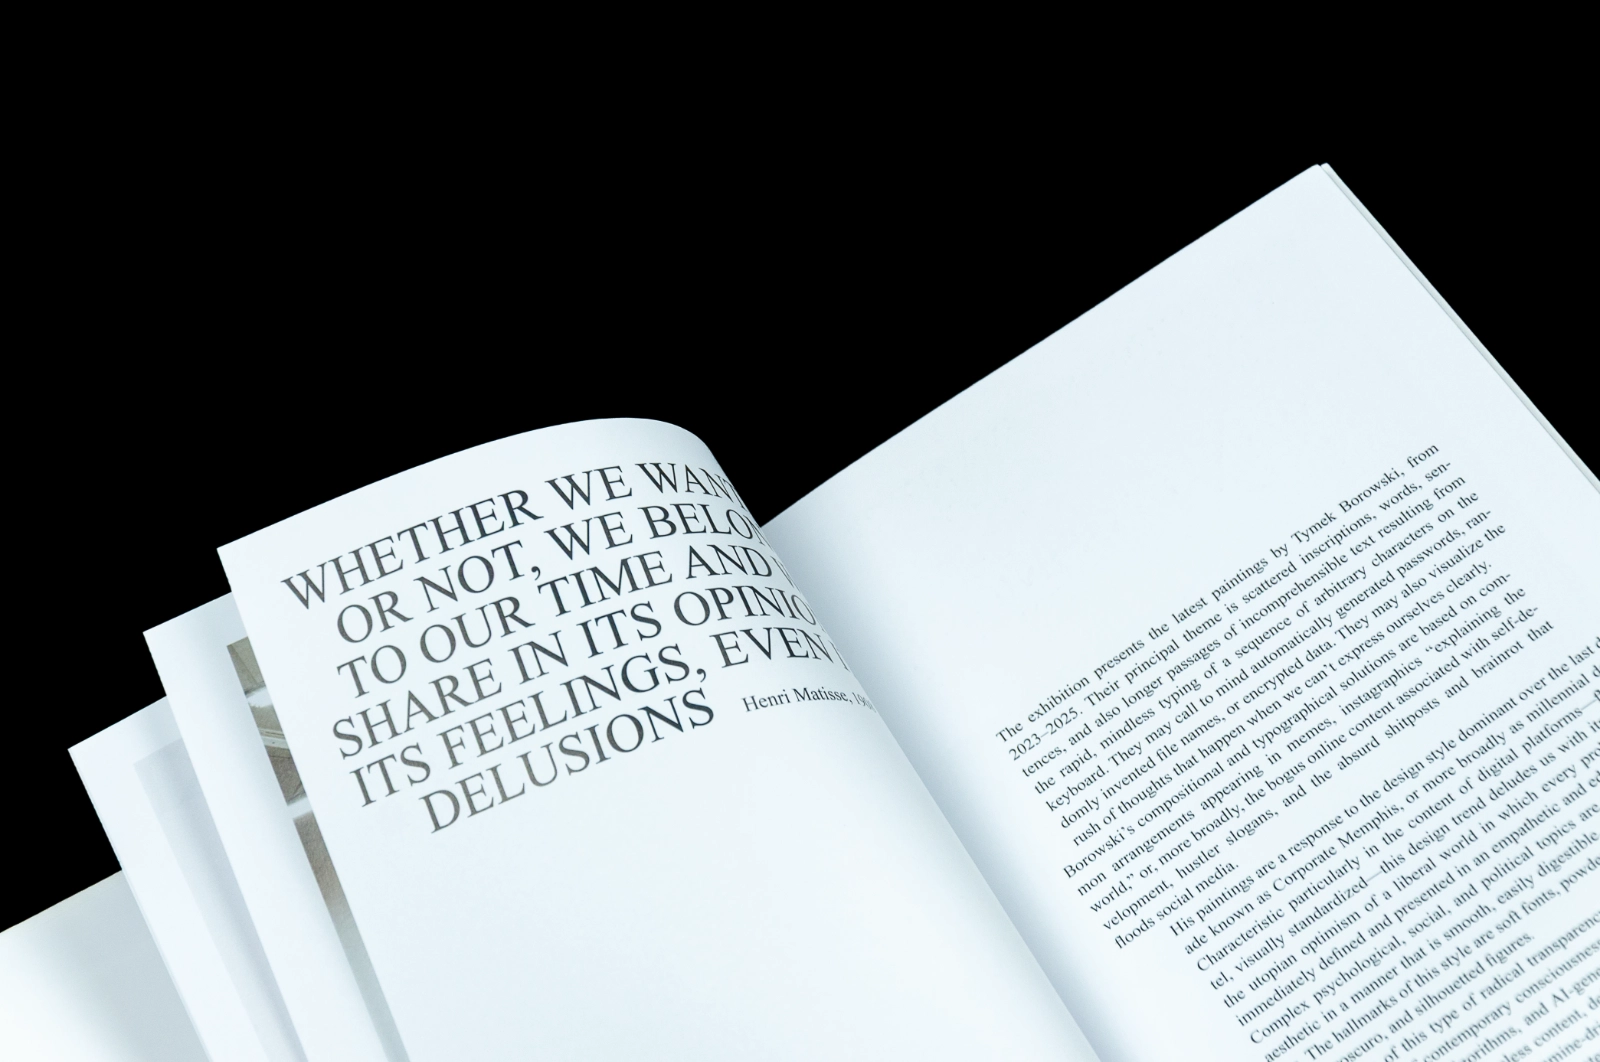 WHETHER WE WANT
OR NOT, WE BELON
TO OUR TIME AND
SHARE IN ITS OPINIO
ITS FEELINGS, EVEN
DELUSIONS
Henri Matisse,
The exhibition presents the latest paintings by Tymek Borowski, from
2023–2025. Their principal theme is scattered inscriptions, words, sen-
tences, and also longer passages of incomprehensible text resulting from
the rapid, mindless typing of a sequence of arbitrary characters on the
keyboard. They may call to mind automatically generated passwords, ran-
domly invented file names, or encrypted data. They may also visualize the
rush of thoughts that happen when we can't express ourselves clearly.
Borowski's compositional and typographical solutions are based on com-
mon arrangements appearing in memes, instagraphics “explaining the
world,” or, more broadly, the bogus online content associated with self-de-
velopment, hustler slogans, and the absurd shitposts and brainrot that
floods social media.
His paintings are a response to the design style dominant over the last
ade known as Corporate Memphis, or more broadly as millennial
Characteristic particularly in the content of digital platforms—
tel, visually standardized—this design trend deludes us with
the utopian optimism of a liberal world in which every
immediately defined and presented in an empathetic and
Complex psychological, social, and political topics are
aesthetic in a manner that is smooth, easily digestible
The hallmarks of this style are soft fonts,
and silhouetted figures.
of this type of radical
contemporary consciousness
and
content,